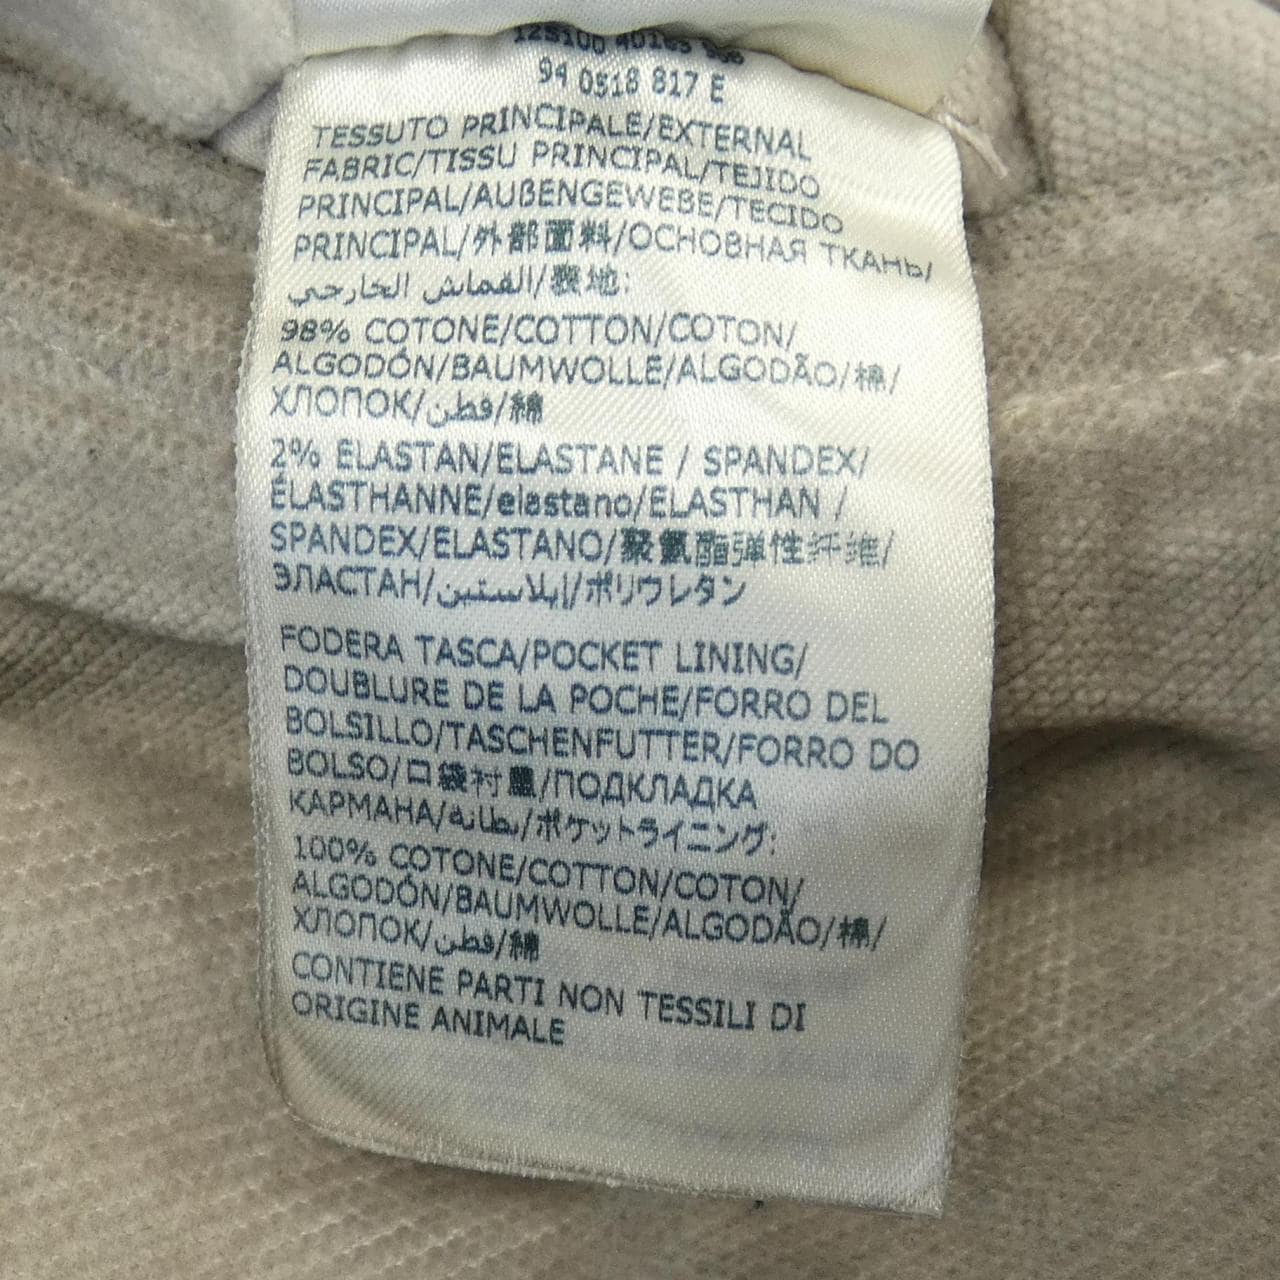 94 0518 817 E
TESSUTO PRINCIPALE/EXTERNAL
FABRIC/TISSU PRINCIPAL/TEJIDO
PRINCIPAL/AUßENGEWEBE/TECIDO
PRINCIPAL/外部面料/ОСНОВНАЯ ТКАНЬ/
القماش الخارجي/表地:
98% COTONE/COTTON/COTON/
ALGODÓN/BAUMWOLLE/ALGODÃO/棉/
ХЛОПОК/قطن/綿
2% ELASTAN/ELASTANE / SPANDEX/
ÉLASTHANNE/elastano/ELASTHAN /
SPANDEX/ELASTANO/聚氨酯弹性纤维/
ЭЛАСТАН/إيلاستين/ポリウレタン
FODERA TASCA/POCKET LINING/
DOUBLURE DE LA POCHE/FORRO DEL
BOLSILLO/TASCHENFUTTER/FORRO DO
BOLSO/口袋衬里/ПОДКЛАДКА
КАРМАНА/بطانة/ポケットライニング:
100% COTONE/COTTON/COTON/
ALGODÓN/BAUMWOLLE/ALGODÃO/棉/
ХЛОПОК/قطن/綿
CONTIENE PARTI NON TESSILI DI
ORIGINE ANIMALE